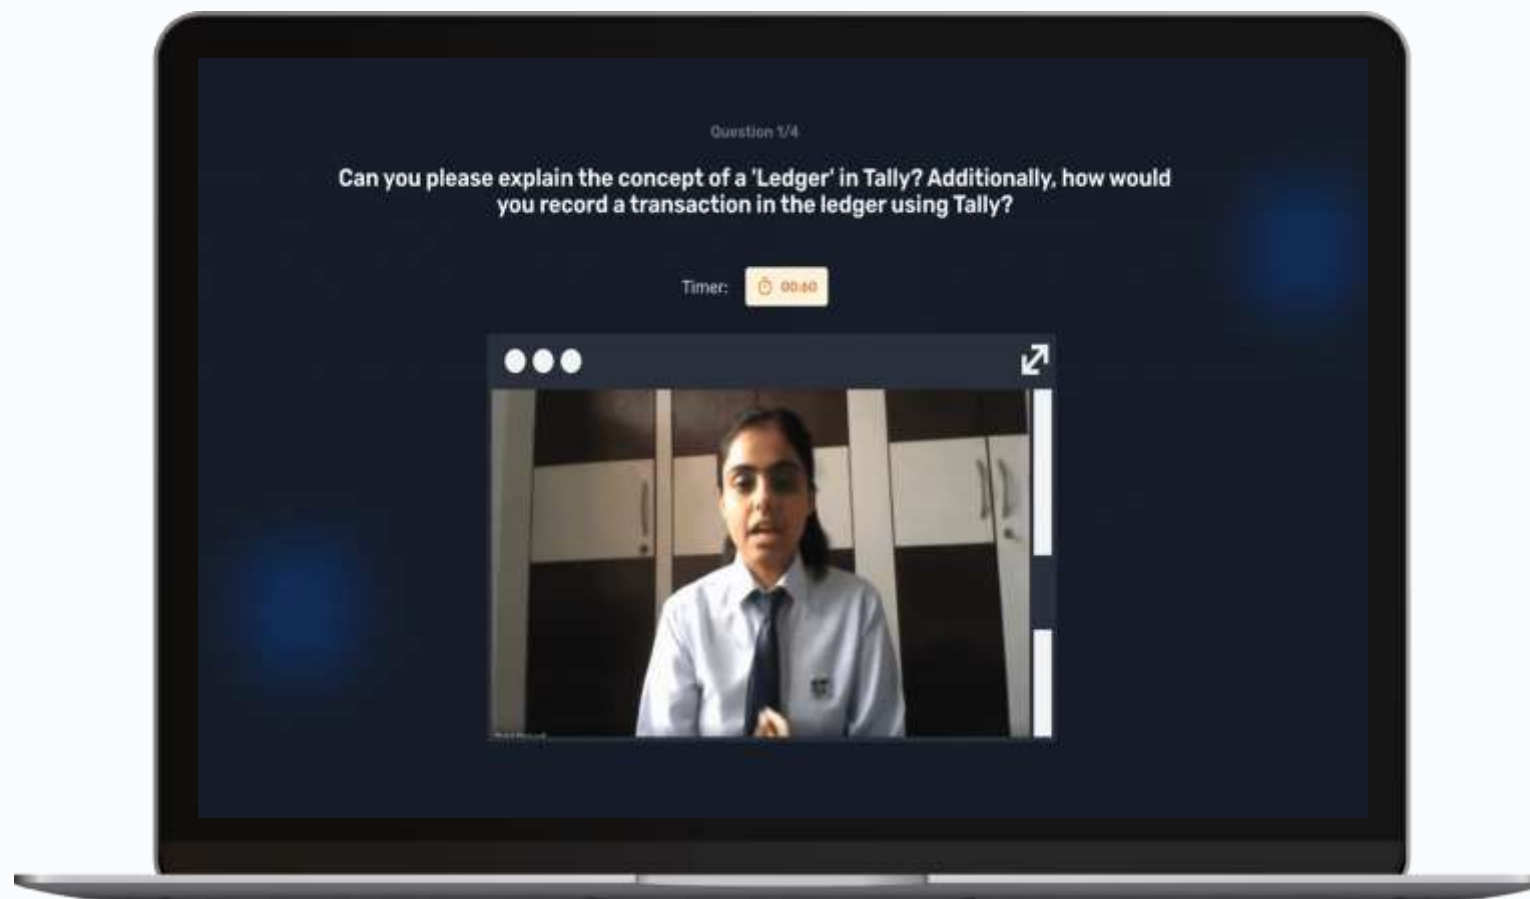 Question 1/4
Can you please explain the concept of a 'Ledger' in Tally? Additionally, how would
you record a transaction in the ledger using Tally?
Timer:
00:60